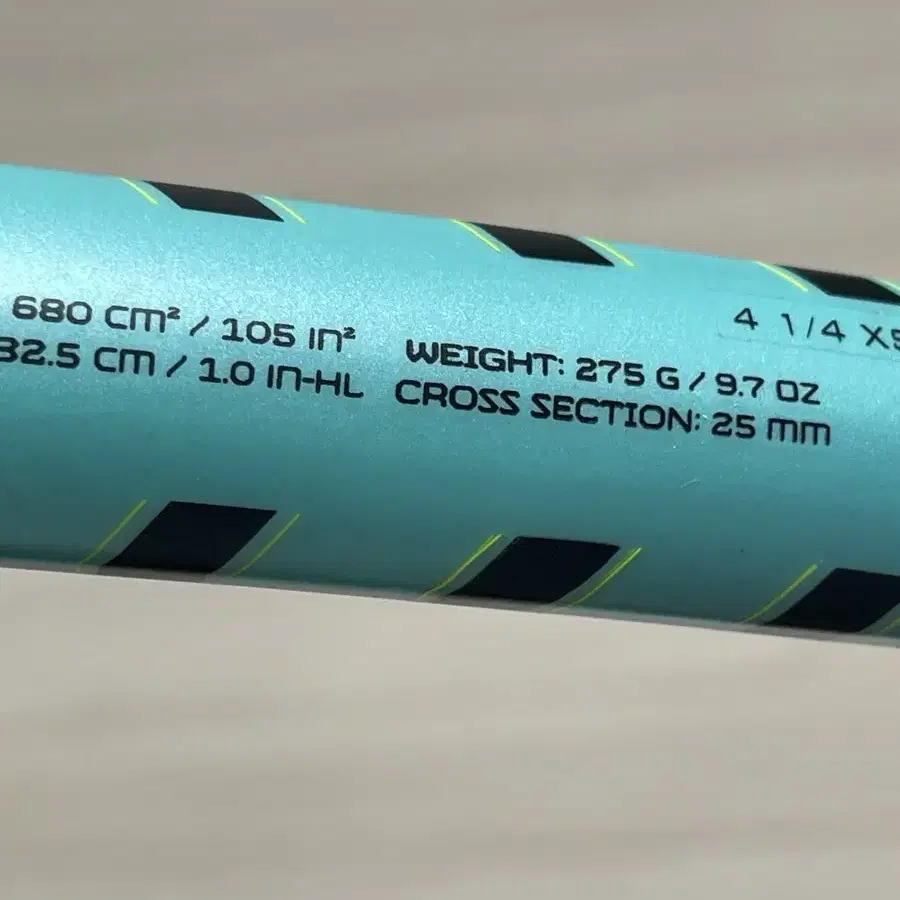 680 CM² / 105 IN²
32.5 CM / 1.0 IN-HL
WEIGHT: 275 G / 9.7 OZ
CROSS SECTION: 25 MM
4 1/4